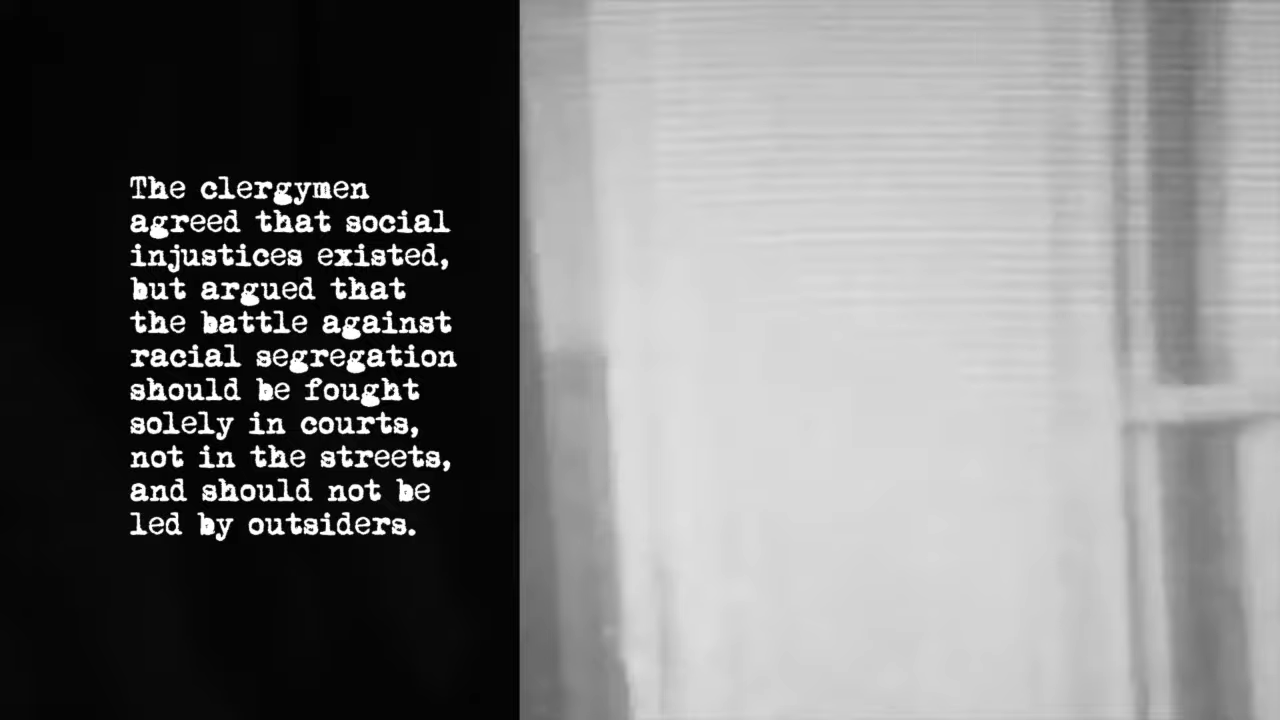 The clergymen
agreed that social
injustices existed,
but argued that
the battle against
racial segregation
should be fought
solely in courts,
not in the streets,
and should not be
led by outsiders.